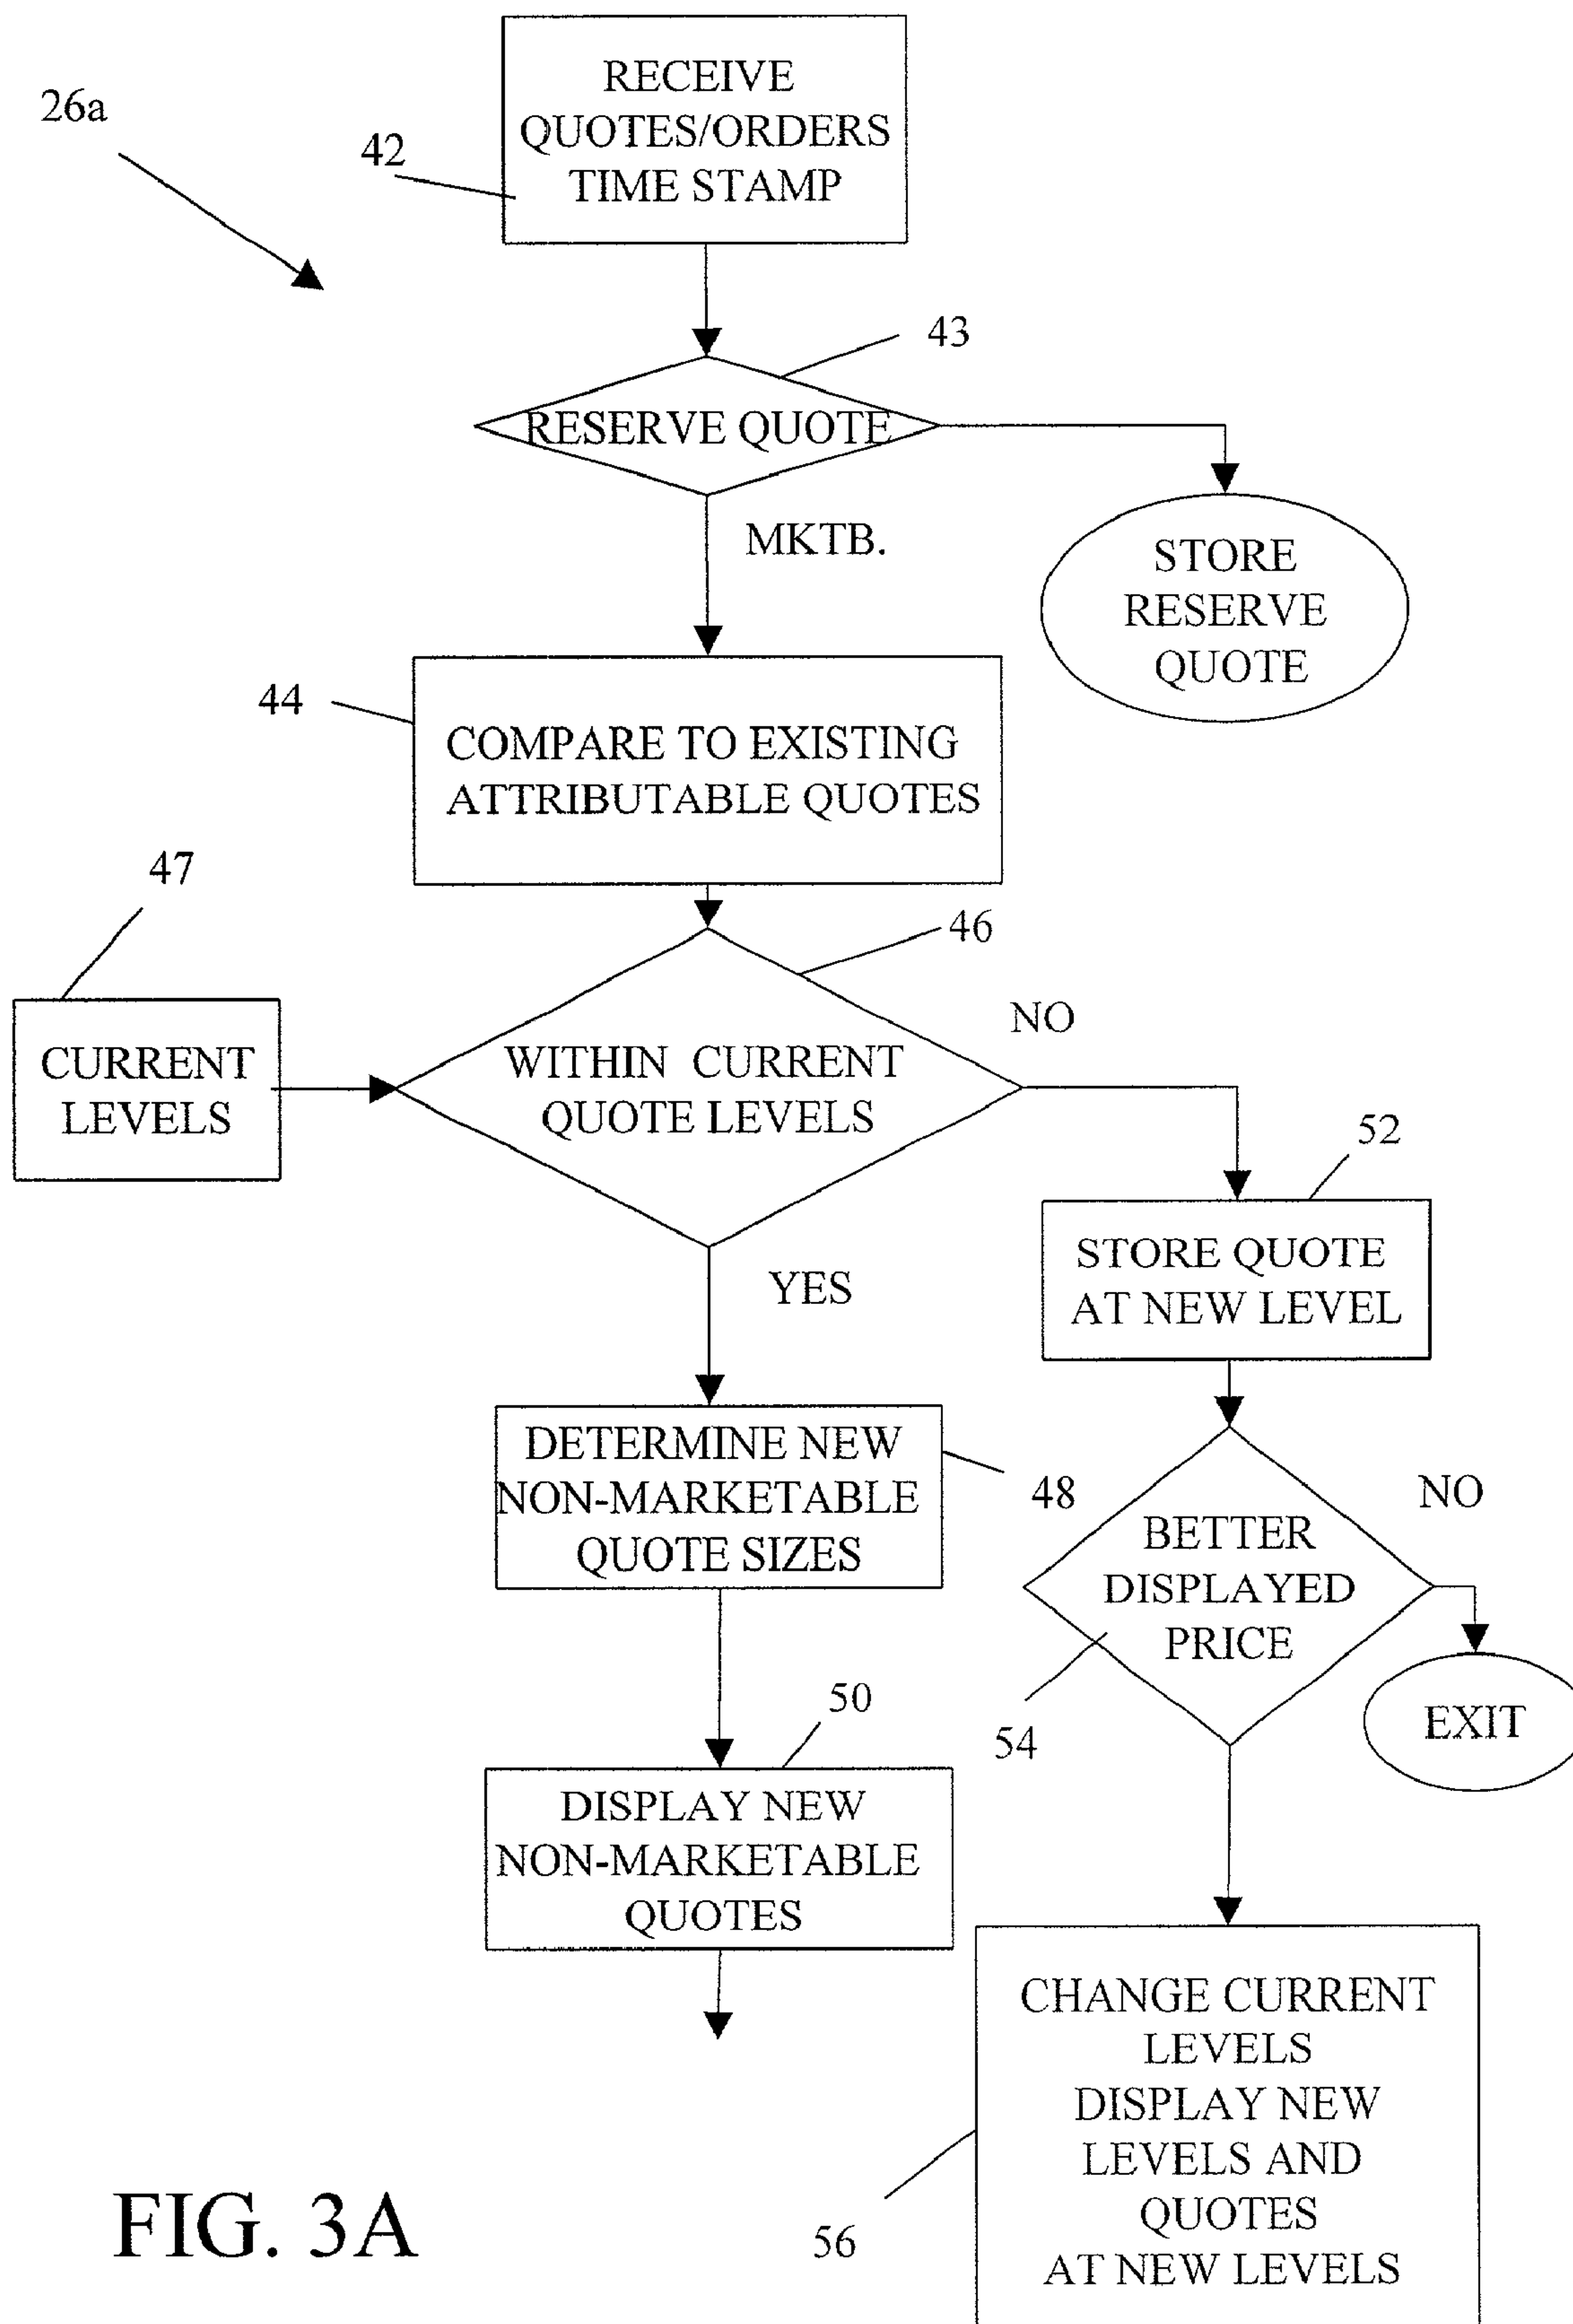 26a
RECEIVE
QUOTES/ORDERS
TIME STAMP
42
43
RESERVE QUOTE
MKTB.
STORE
RESERVE
QUOTE
44
COMPARE TO EXISTING
ATTRIBUTABLE QUOTES
47
46
CURRENT
LEVELS
WITHIN CURRENT
QUOTE LEVELS
NO
YES
52
STORE QUOTE
AT NEW LEVEL
DETERMINE NEW
NON-MARKETABLE
QUOTE SIZES
48
BETTER
DISPLAYED
PRICE
NO
54
EXIT
50
DISPLAY NEW
NON-MARKETABLE
QUOTES
CHANGE CURRENT
LEVELS
DISPLAY NEW
LEVELS AND
QUOTES
AT NEW LEVELS
56
FIG. 3A